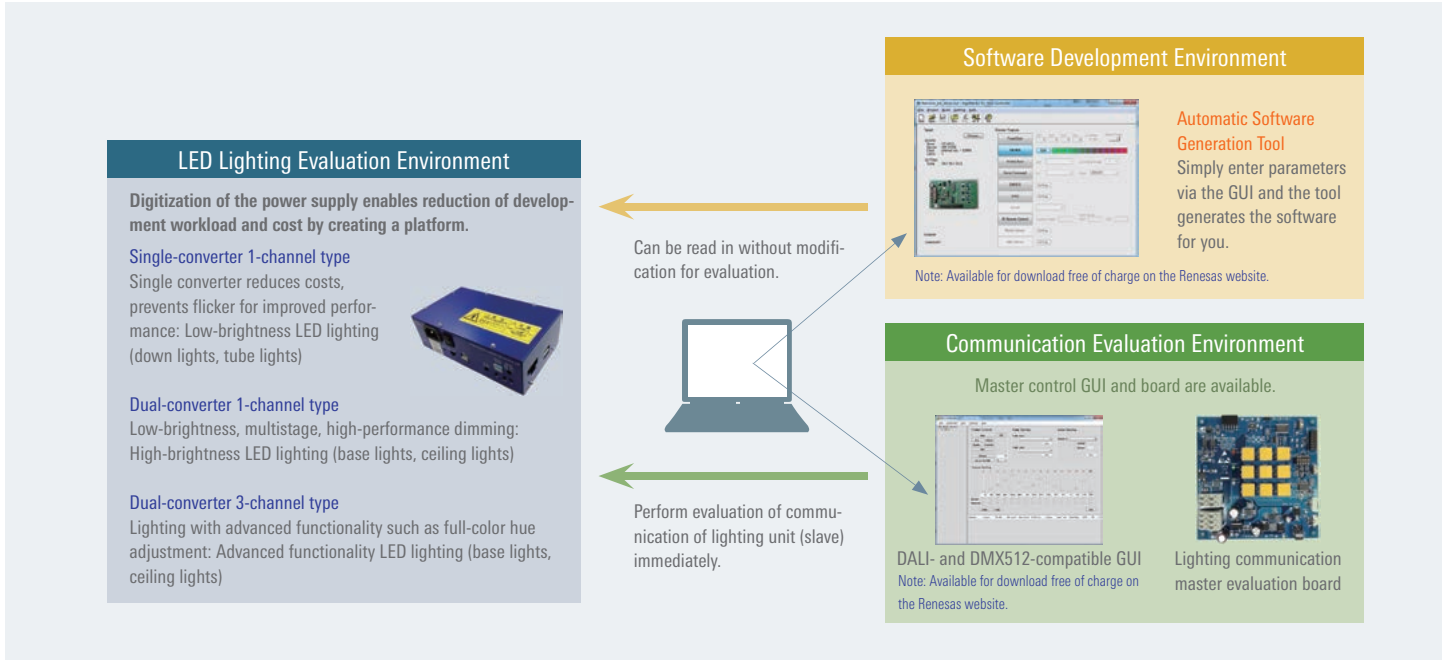 LED Lighting Evaluation Environment
Digitization of the power supply enables reduction of develop-
ment workload and cost by creating a platform.
Single-converter 1-channel type
Single converter reduces costs,
prevents flicker for improved perfor-
mance: Low-brightness LED lighting
(down lights, tube lights)
Dual-converter 1-channel type
Low-brightness, multistage, high-performance dimming:
High-brightness LED lighting (base lights, ceiling lights)
Dual-converter 3-channel type
Lighting with advanced functionality such as full-color hue
adjustment: Advanced functionality LED lighting (base lights,
ceiling lights)
Can be read in without modifi-
cation for evaluation.
Perform evaluation of commu-
nication of lighting unit (slave)
immediately.
Software Development Environment
Automatic Software
Generation Tool
Simply enter parameters
via the GUI and the tool
generates the software
for you.
Note: Available for download free of charge on the Renesas website.
Communication Evaluation Environment
Master control GUI and board are available.
DALI- and DMX512-compatible GUI
Note: Available for download free of charge on
the Renesas website.
Lighting communication
master evaluation board